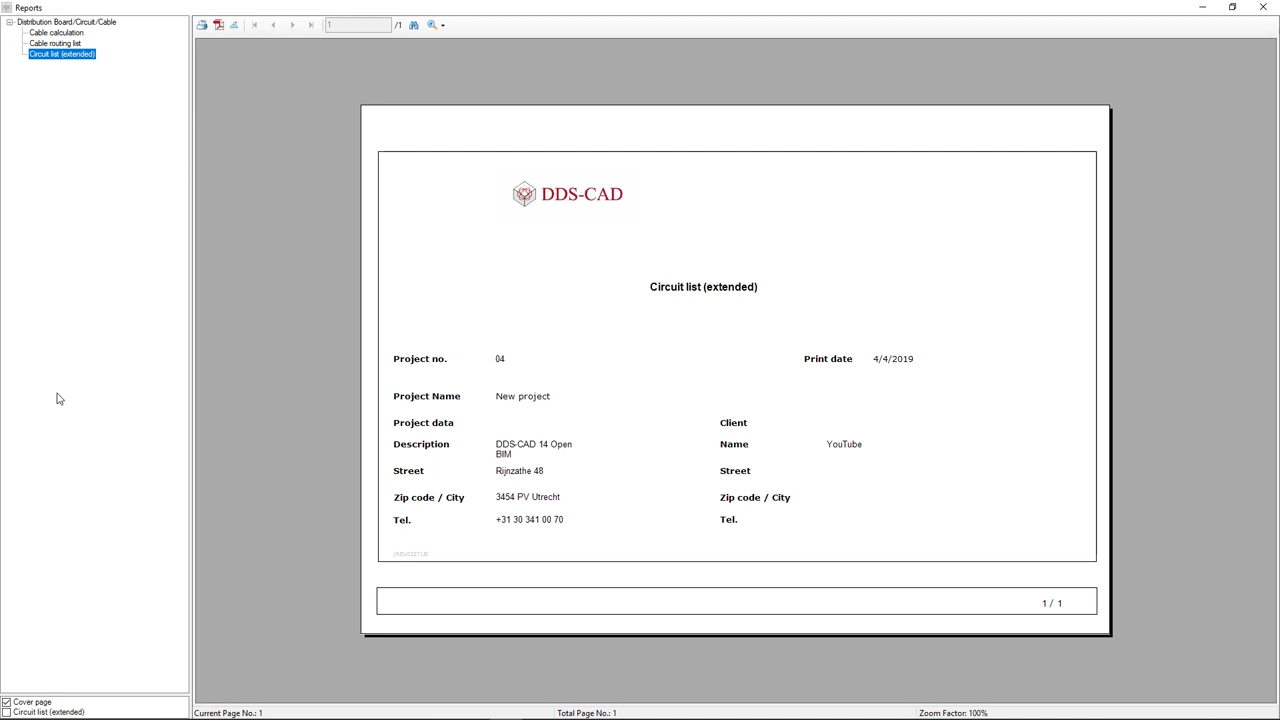 Reports
Distribution Board/Circuit/Cable
Cable calculation
Cable routing list
Circuit list (extended)
1 /1
DDS-CAD
Circuit list (extended)
Project no. 04 Print date 4/4/2019
Project Name New project
Project data Client
Description DDS-CAD 14 Open BIM Name YouTube
Street Rijnzathe 48 Street
Zip code / City 3454 PV Utrecht Zip code / City
Tel. +31 30 341 00 70 Tel.
1 / 1
Cover page
Circuit list (extended)
Current Page No.: 1 Total Page No.: 1 Zoom Factor: 100%